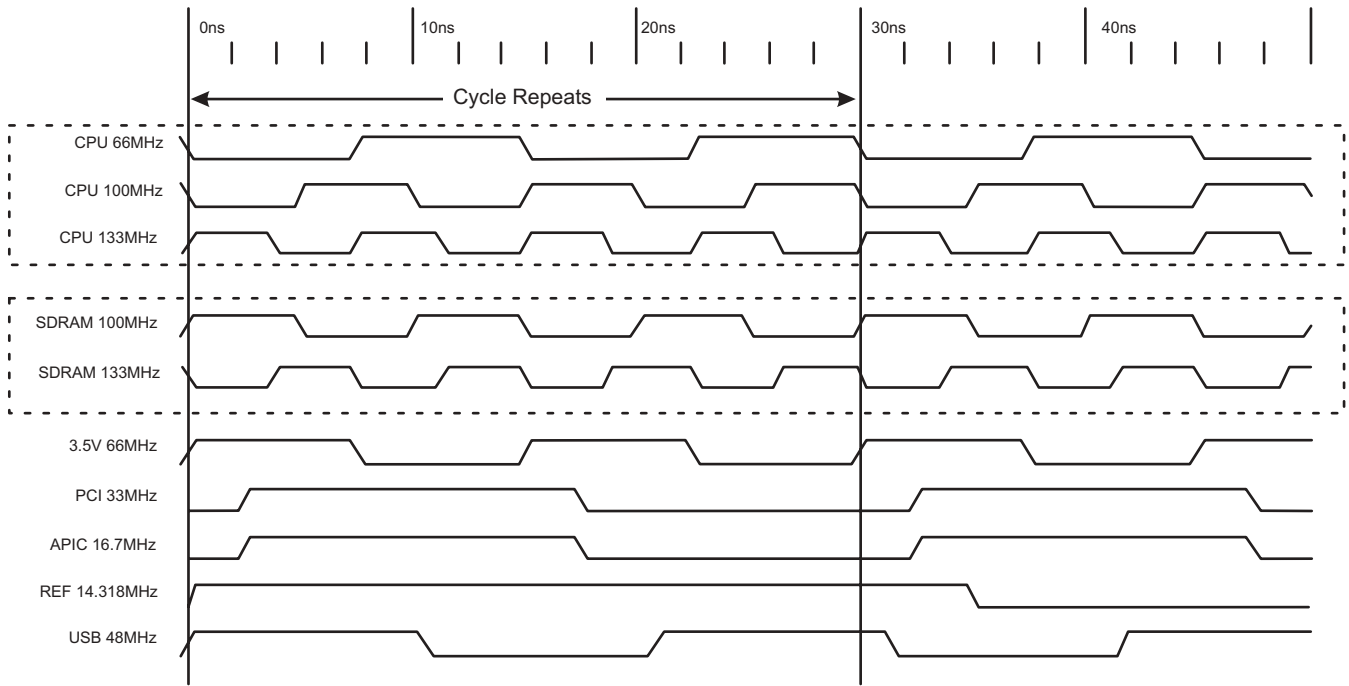 0ns 10ns 20ns 30ns 40ns
Cycle Repeats
CPU 66MHz
CPU 100MHz
CPU 133MHz
SDRAM 100MHz
SDRAM 133MHz
3.5V 66MHz
PCI 33MHz
APIC 16.7MHz
REF 14.318MHz
USB 48MHz